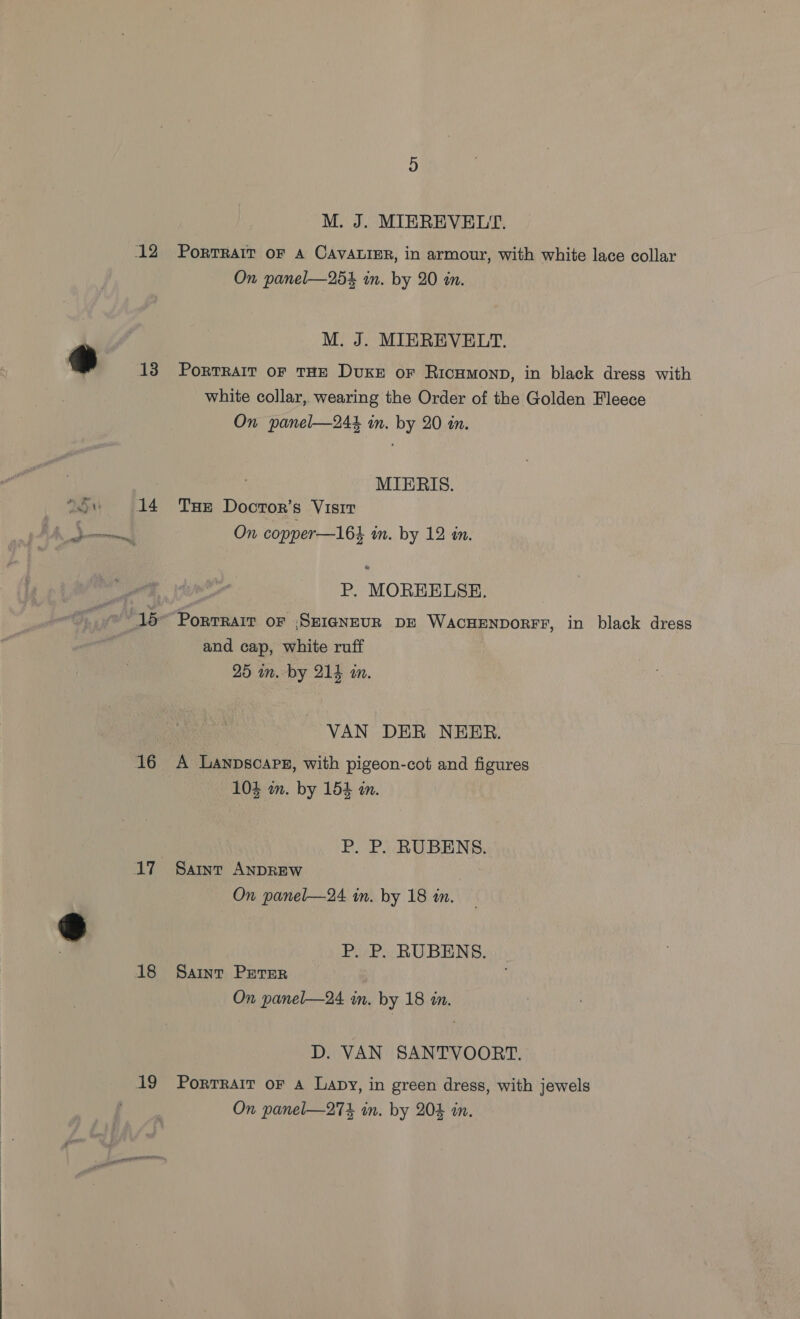 5
M. J. MIEREVELT.
12 PORTRAIT OF A CAVALIER, in armour, with white lace collar
On panel—25½ in. by 20 in.
M. J. MIEREVELT.
13 PORTRAIT OF THE DUKE OF RICHMOND, in black dress with
white collar, wearing the Order of the Golden Fleece
On panel—24½ in. by 20 in.
MIERIS.
14 THE DOCTOR'S VISIT
On copper—16½ in. by 12 in.
P. MOREELSE.
15 PORTRAIT OF SEIGNEUR DE WACHENDORFF, in black dress
and cap, white ruff
25 in. by 21½ in.
VAN DER NEER.
16 A LANDSCAPE, with pigeon-cot and figures
10½ in. by 15½ in.
P. P. RUBENS.
17 SAINT ANDREW
On panel—24 in. by 18 in.
P. P. RUBENS.
18 SAINT PETER
On panel—24 in. by 18 in.
D. VAN SANTVOORT.
19 PORTRAIT OF A LADY, in green dress, with jewels
On panel—27½ in. by 20½ in.